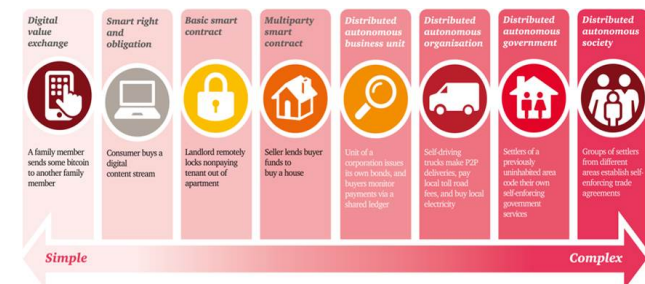 Digital
value
exchange
Smart right
and
obligation
Basic smart
contract
Multiparty
smart
contract
Distributed
autonomous
business unit
Distributed
autonomous
organization
Distributed
autonomous
government
Distributed
autonomous
society
A family member
sends some bitcoin
to another family
member
Consumer buys a
digital
content stream
Landlord remotely
locks nonpaying
tenant out of
apartment
Seller lends buyer
funds to
buy a house
Unit of a
corporation issues
its own bonds, and
buyers monitor
payments via a
shared ledger
Self-driving
trucks make P2P
deliveries, pay
local toll road
fees, and buy local
electricity
Settlers of a
previously
uninhabited area
code their own
self-enforcing
government
services
Groups of settlers
from different
areas establish self-
enforcing trade
agreements
Simple
Complex